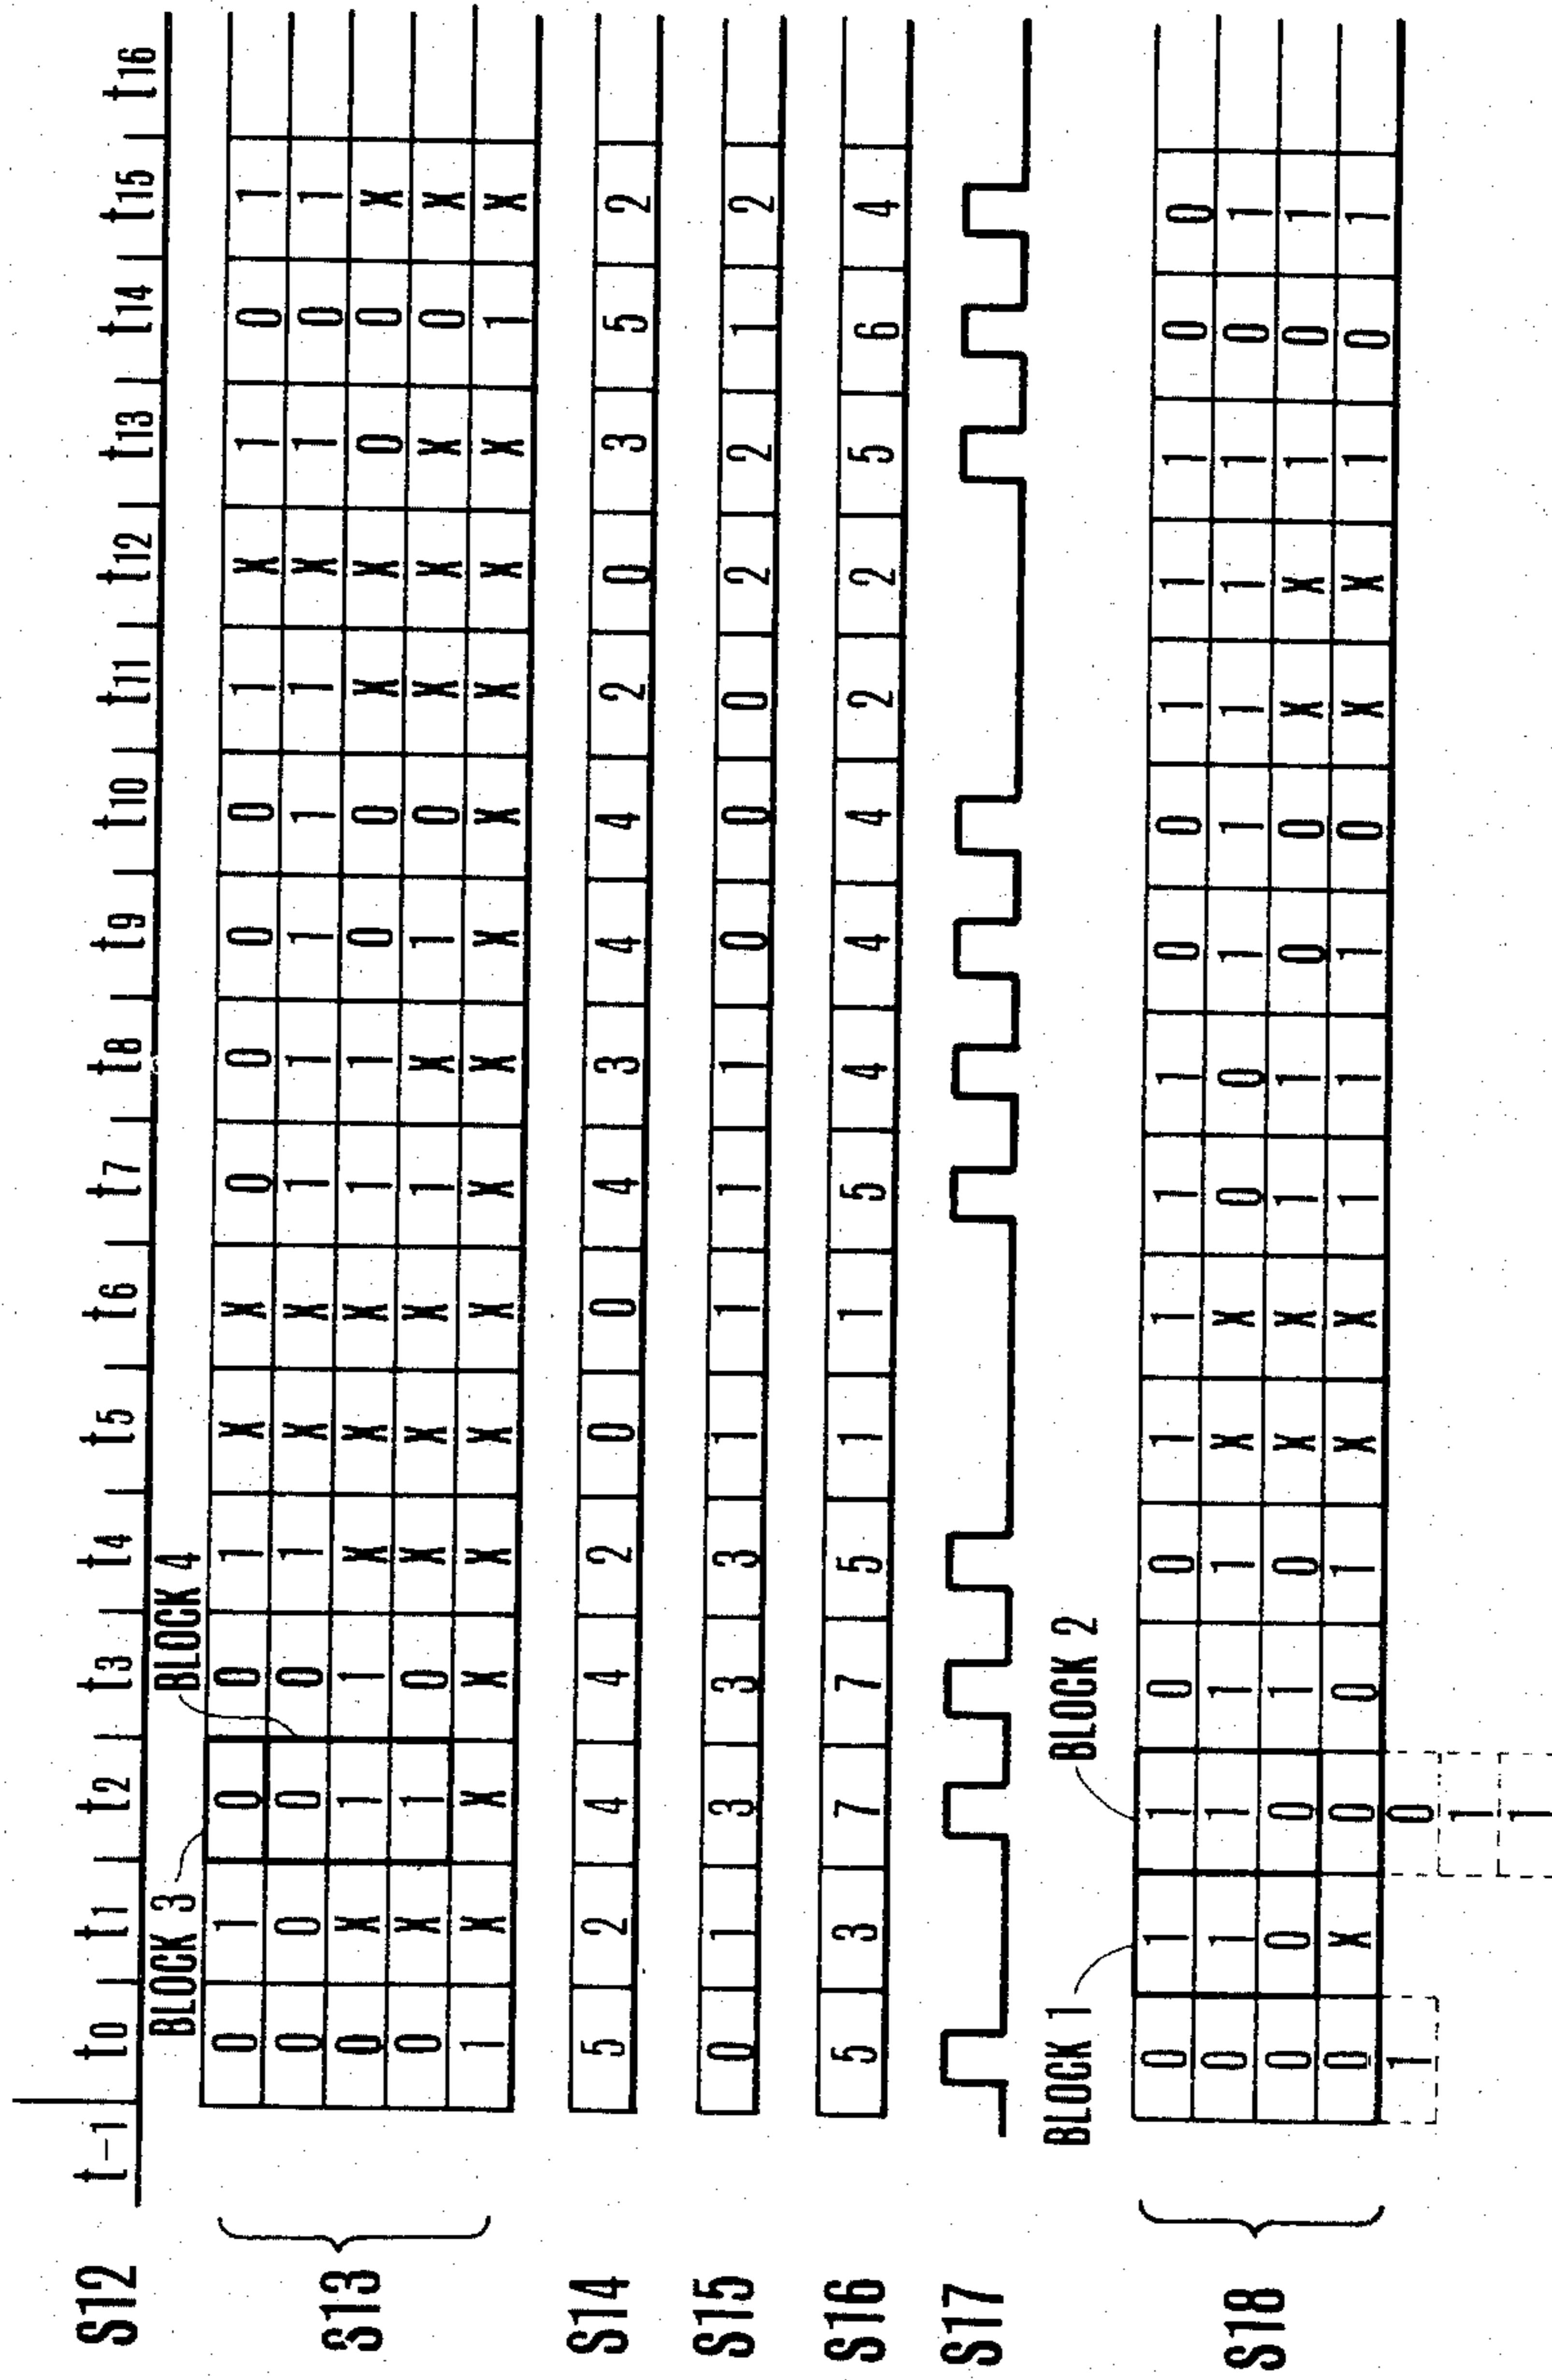 S12 t-1 t0 t1 t2 t3 t4 t5 t6 t7 t8 t9 t10 t11 t12 t13 t14 t15 t16
BLOCK 3 BLOCK 4
0 1 0 0 1 X X 0 0 0 0 1 X 1 0 1
0 0 0 0 1 X X 1 1 1 1 1 X 1 0 1
S13 0 X 1 1 X X X 1 1 0 0 X X 0 0 X
0 X 1 0 X X X 1 X 1 0 X X X 0 X
1 X X X X X X X X X X X X X 1 X
S14 5 2 4 4 2 0 0 4 3 4 4 2 0 3 5 2
S15 0 1 3 3 3 1 1 1 1 0 0 0 2 2 1 2
S16 5 3 7 7 5 1 1 5 4 4 4 2 2 5 6 4
S17
BLOCK 1 BLOCK 2
0 1 1 0 0 1 1 1 1 0 0 1 1 1 0 0
0 1 1 1 1 X X 0 0 1 1 1 1 1 0 1
S18 0 0 0 1 0 X X 1 1 0 0 X X 1 0 1
0 X 0 0 1 X X 1 1 1 0 X X 1 0 1
1 0
1
1